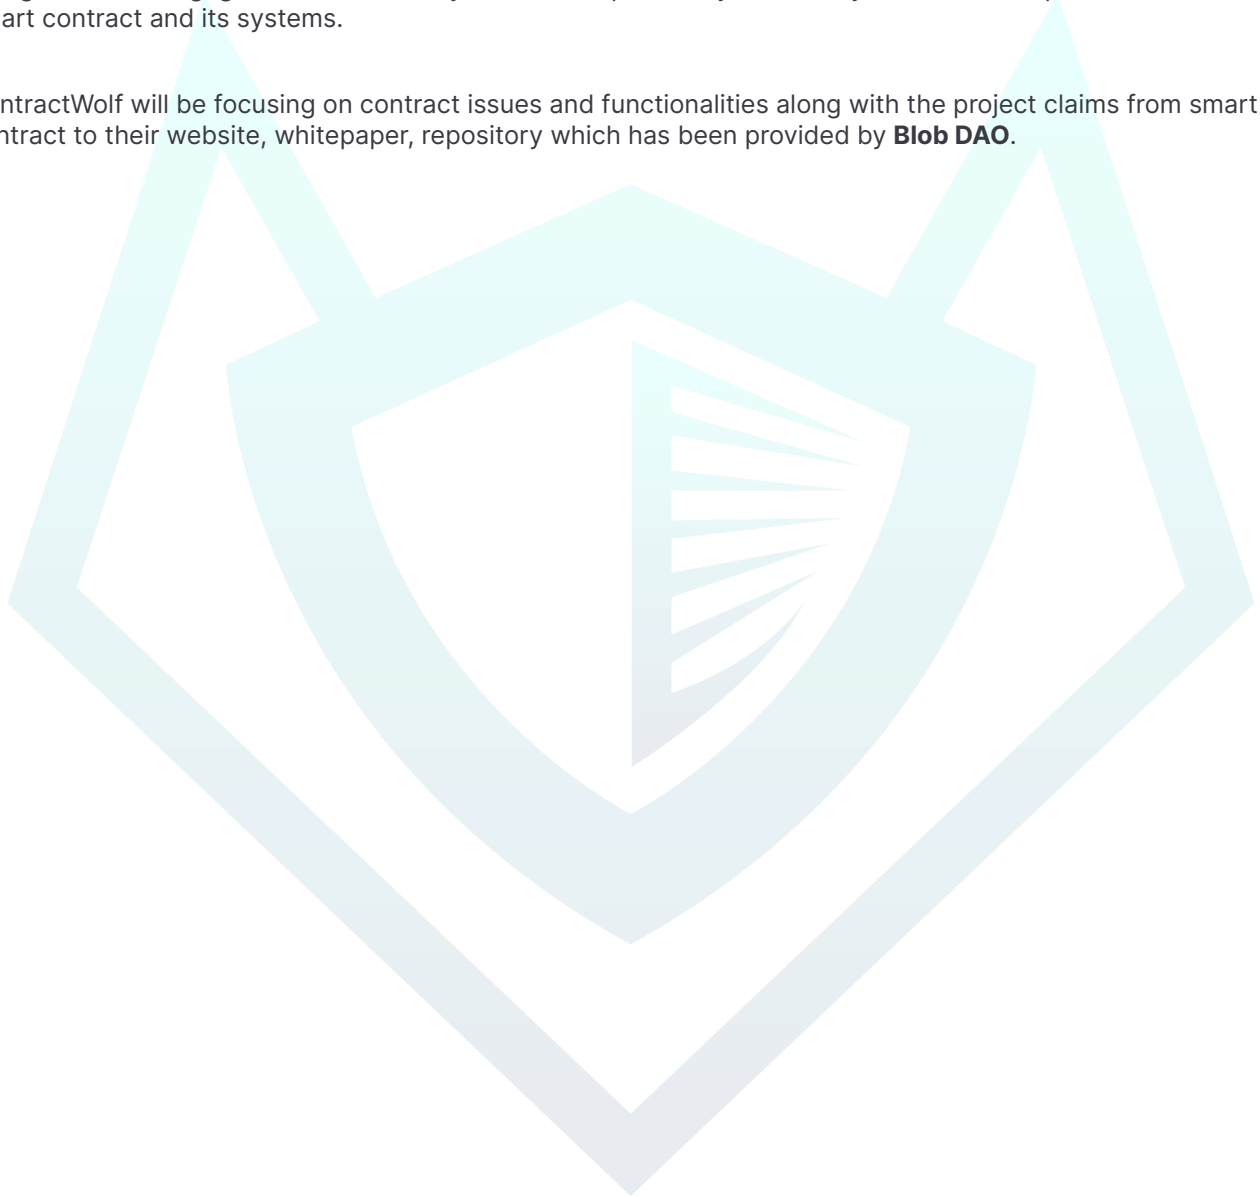 art contract and its systems.
ntractWolf will be focusing on contract issues and functionalities along with the project claims from smart
ntract to their website, whitepaper, repository which has been provided by Blob DAO.